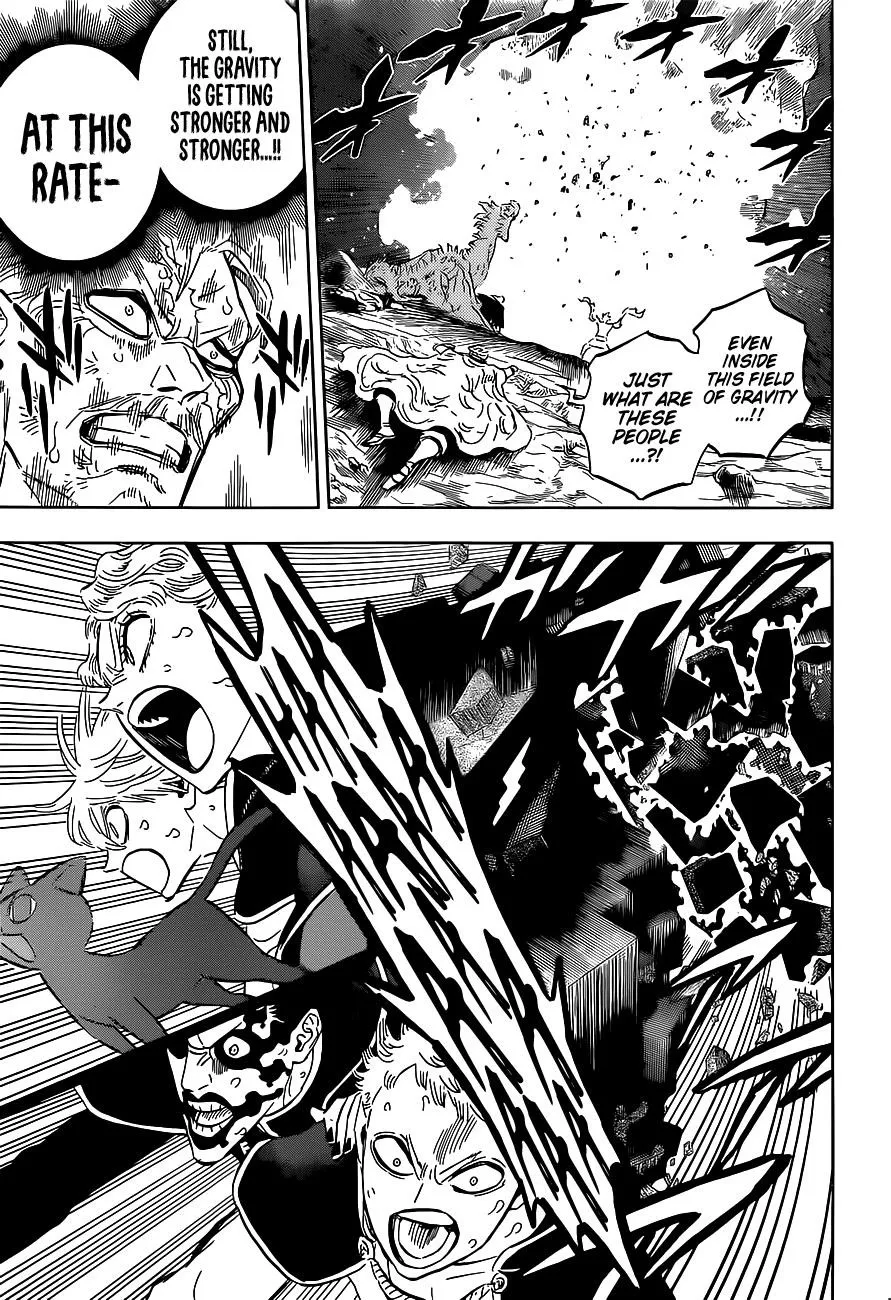 EVEN
INSIDE
THIS FIELD
OF GRAVITY
...!!
JUST
WHAT ARE
THESE
PEOPLE
...?!
STILL,
THE GRAVITY
IS GETTING
STRONGER AND
STRONGER...!!
AT THIS
RATE-